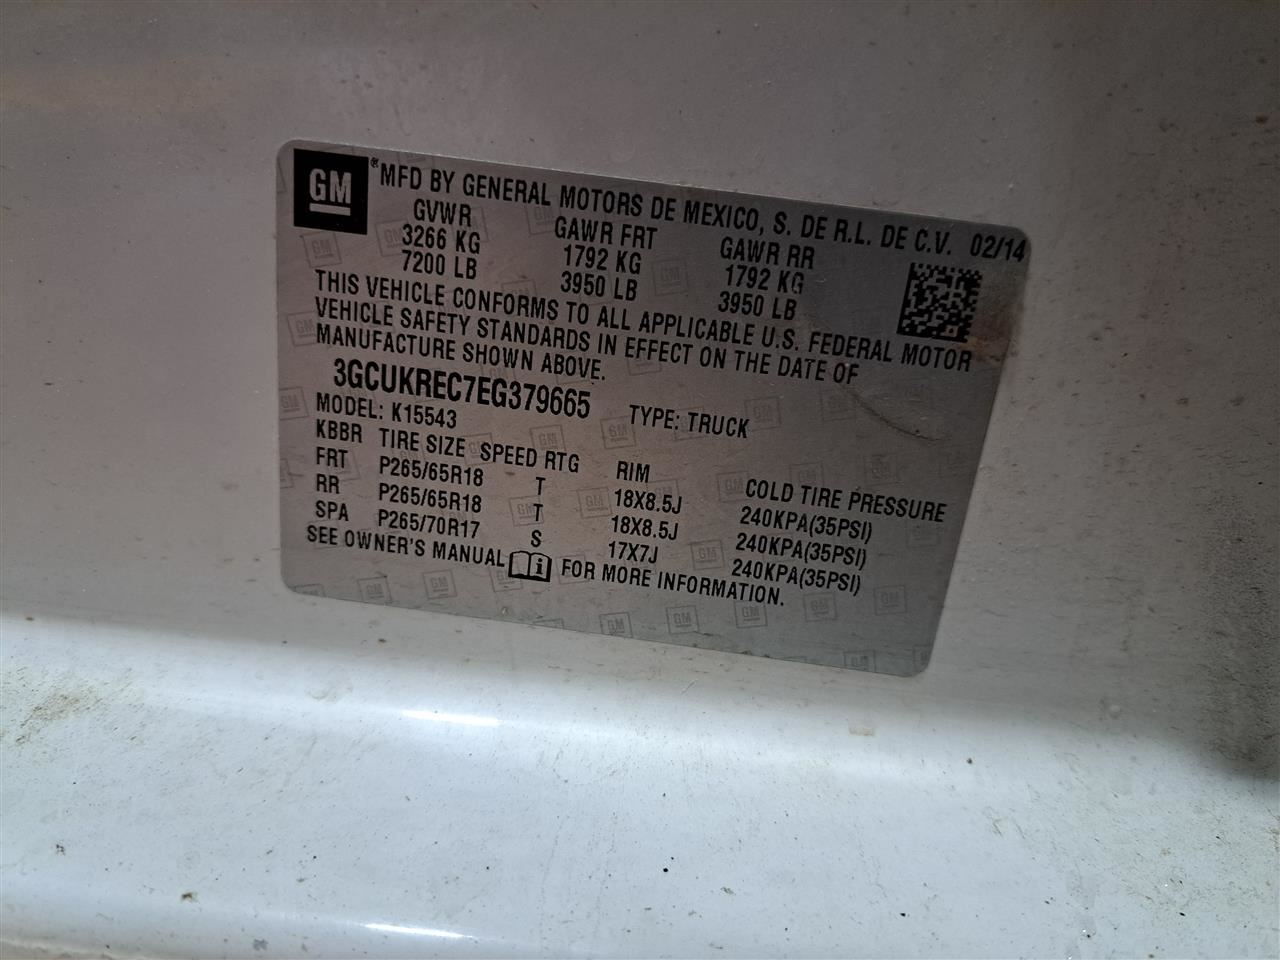 GM ® MFD BY GENERAL MOTORS DE MEXICO, S. DE R.L. DE C.V. 02/14
GVWR GAWR FRT GAWR RR
3266 KG 1792 KG 1792 KG
7200 LB 3950 LB 3950 LB
THIS VEHICLE CONFORMS TO ALL APPLICABLE U.S. FEDERAL MOTOR
VEHICLE SAFETY STANDARDS IN EFFECT ON THE DATE OF
MANUFACTURE SHOWN ABOVE.
3GCUKREC7EG379665 TYPE: TRUCK
MODEL: K15543
KBBR TIRE SIZE SPEED RTG RIM COLD TIRE PRESSURE
FRT P265/65R18 T 18X8.5J 240KPA(35PSI)
RR P265/65R18 T 18X8.5J 240KPA(35PSI)
SPA P265/70R17 S 17X7J 240KPA(35PSI)
SEE OWNER'S MANUAL i FOR MORE INFORMATION.